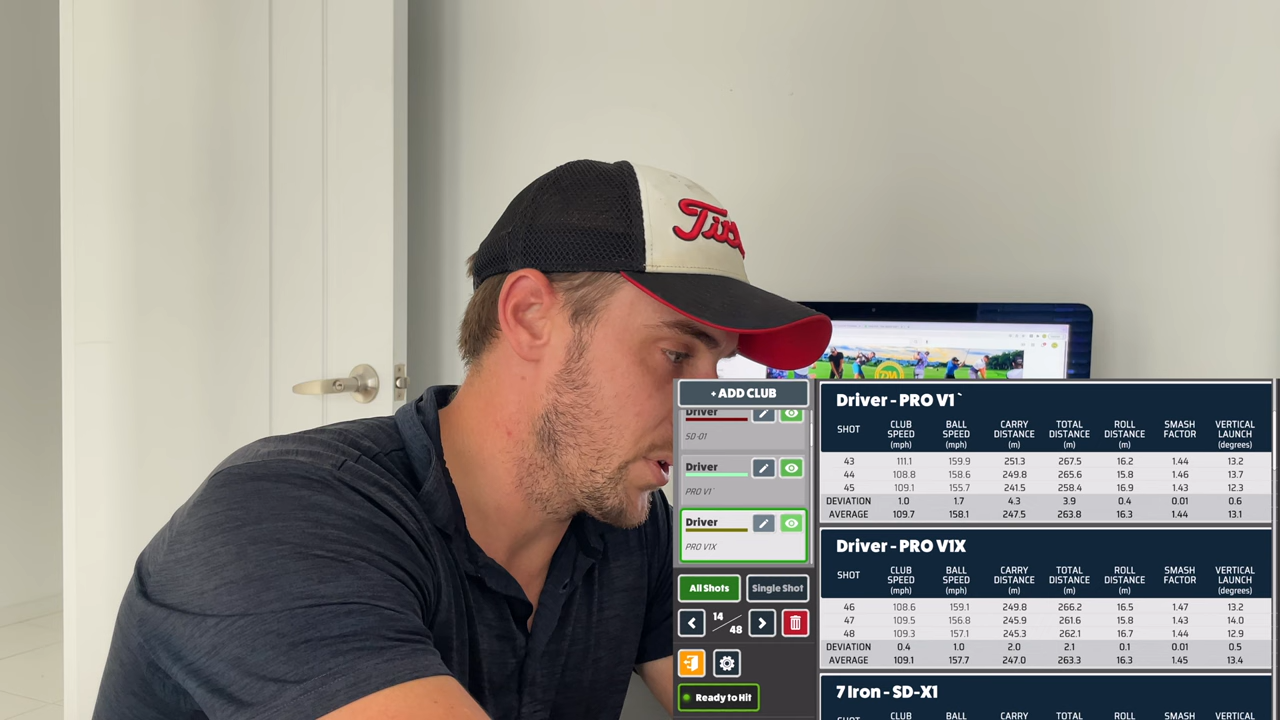 Tit
+ ADD CLUB
Driver
SD-01
Driver
PRO V1`
Driver
PRO V1X
All Shots
Single Shot
14
48
Ready to Hit
Driver - PRO V1`
SHOT CLUB SPEED (mph) BALL SPEED (mph) CARRY DISTANCE (m) TOTAL DISTANCE (m) ROLL DISTANCE (m) SMASH FACTOR VERTICAL LAUNCH (degrees)
43 111.1 159.9 251.3 267.5 16.2 1.44 13.2
44 108.8 158.6 249.8 265.6 15.8 1.46 13.7
45 109.1 155.7 241.5 258.4 16.9 1.43 12.3
DEVIATION 1.0 1.7 4.3 3.9 0.4 0.01 0.6
AVERAGE 109.7 158.1 247.5 263.8 16.3 1.44 13.1
Driver - PRO V1X
SHOT CLUB SPEED (mph) BALL SPEED (mph) CARRY DISTANCE (m) TOTAL DISTANCE (m) ROLL DISTANCE (m) SMASH FACTOR VERTICAL LAUNCH (degrees)
46 108.6 159.1 249.8 266.2 16.5 1.47 13.2
47 109.5 156.8 245.9 261.6 15.8 1.43 14.0
48 109.3 157.1 245.3 262.1 16.7 1.44 12.9
DEVIATION 0.4 1.0 2.0 2.1 0.1 0.01 0.5
AVERAGE 109.1 157.7 247.0 263.3 16.3 1.45 13.4
7 Iron - SD-X1
SHOT CLUB BALL CARRY TOTAL ROLL SMASH VERTICAL